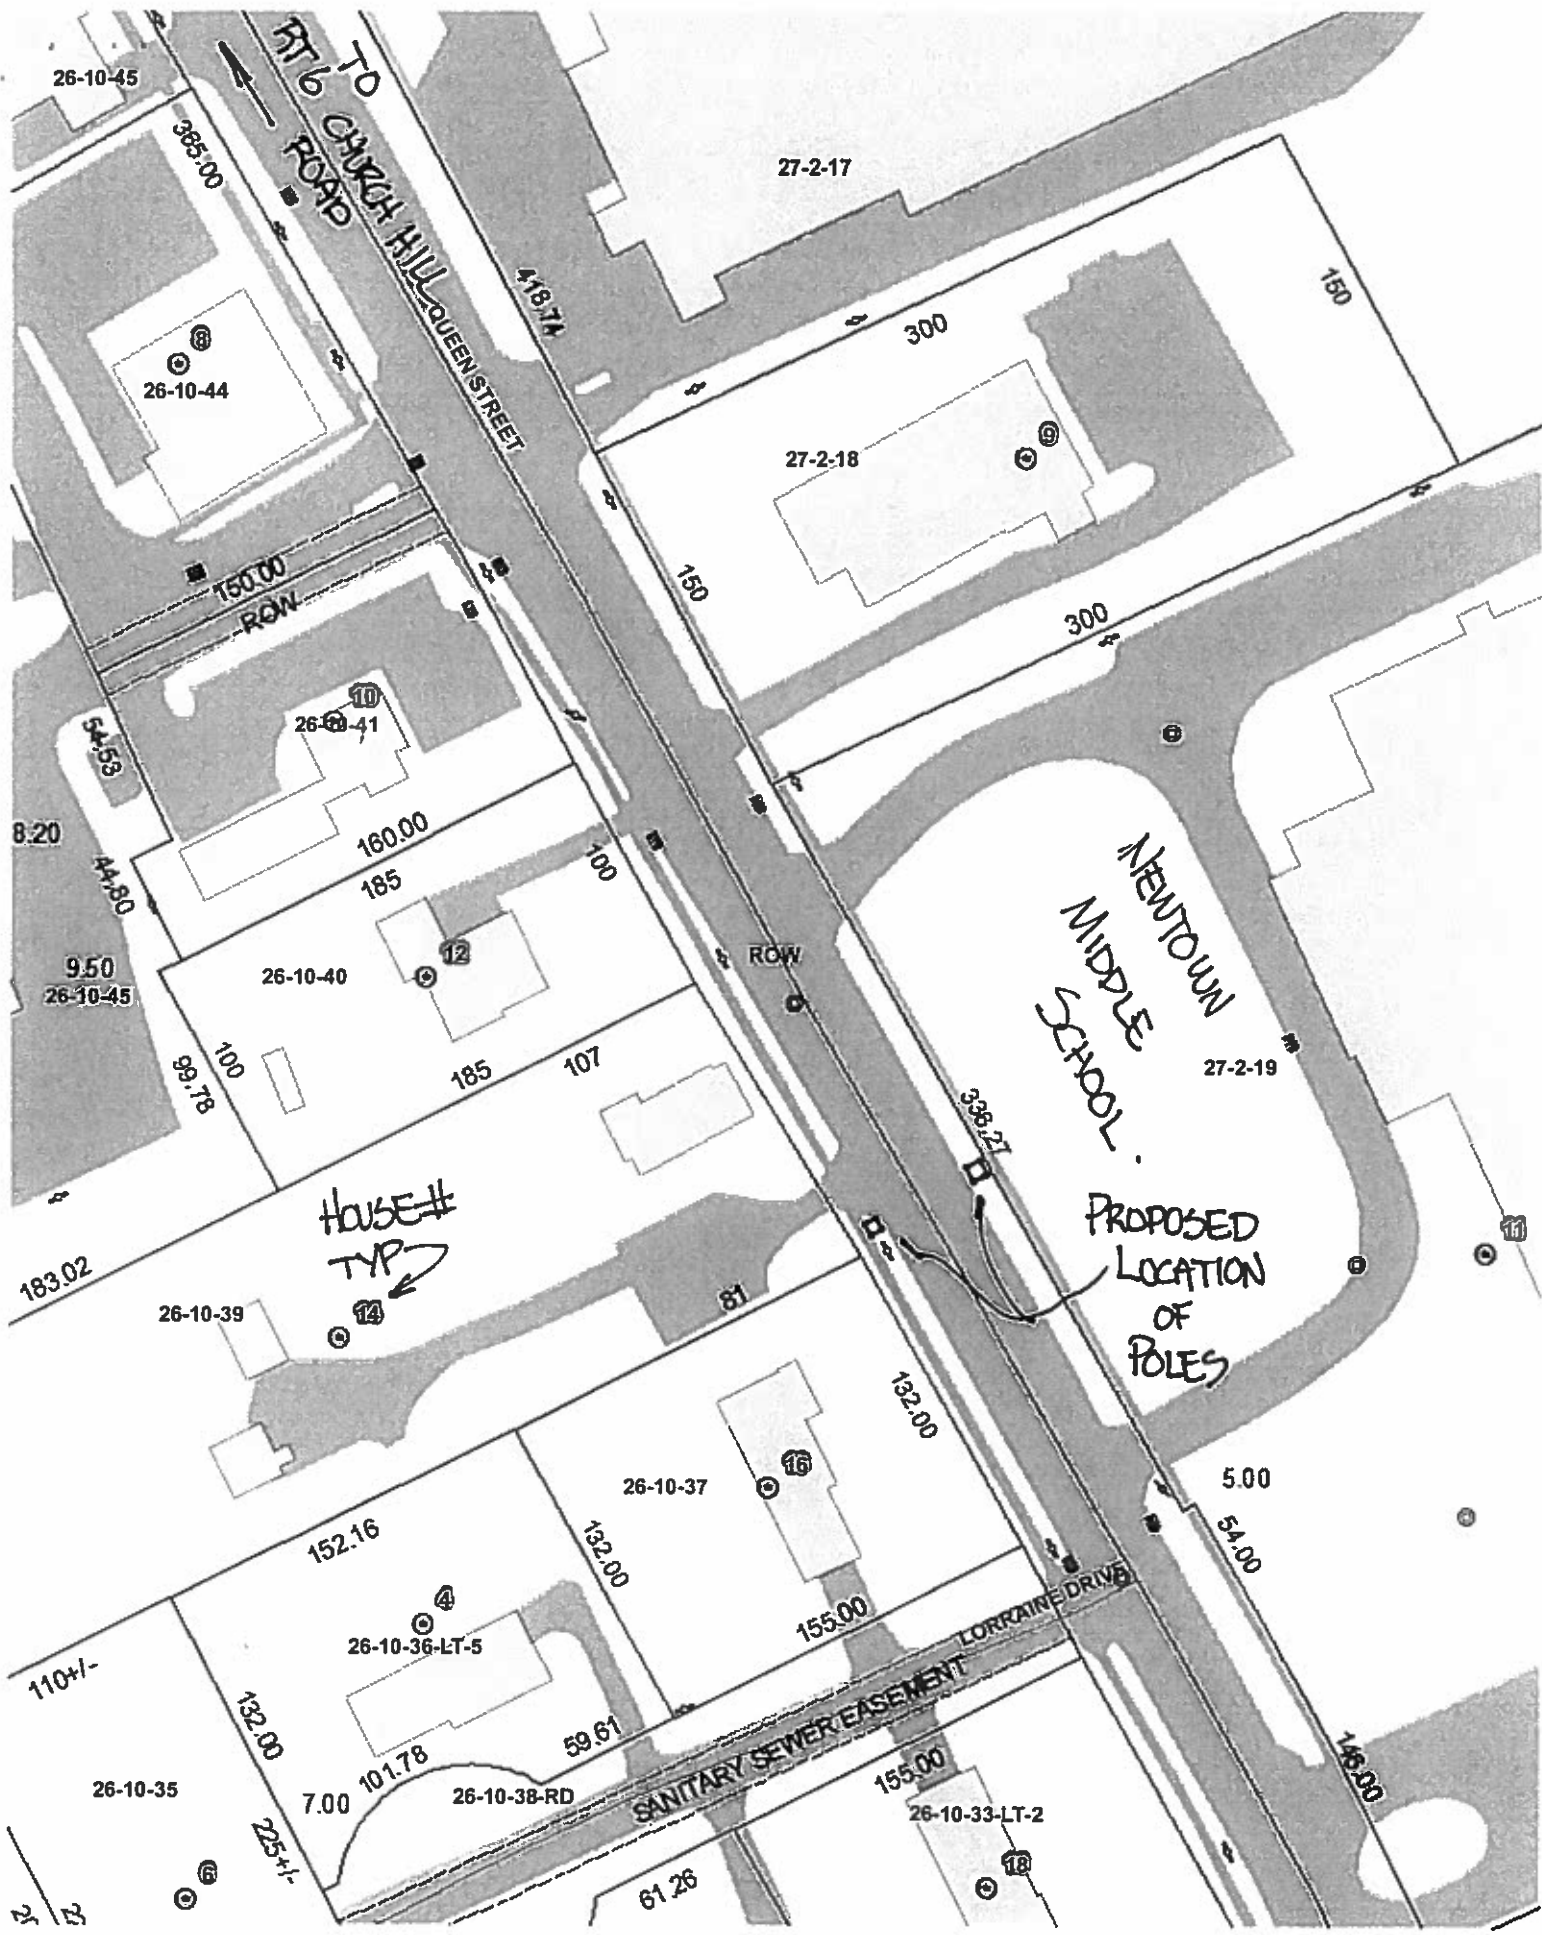 26-10-45
TO
RT 6 CHURCH HILL
ROAD
365.00
27-2-17
418.74
QUEEN STREET
150
300
8
26-10-44
9
27-2-18
150
150.00
ROW
300
10
26-10-41
54.53
8.20
44.80
160.00
185
100
12
26-10-40
ROW
9.50
26-10-45
99.78
100
185
107
NEWTOWN
MIDDLE
SCHOOL.
27-2-19
336.27
HOUSE #
TYP
183.02
14
26-10-39
PROPOSED
LOCATION
OF
POLES
11
81
132.00
16
26-10-37
5.00
54.00
152.16
132.00
4
26-10-36-LT-5
155.00
LORRAINE DRIVE
110+/-
132.00
SANITARY SEWER EASEMENT
59.61
101.78
7.00
26-10-38-RD
26-10-35
225+/-
155.00
26-10-33-LT-2
146.00
6
61.26
18